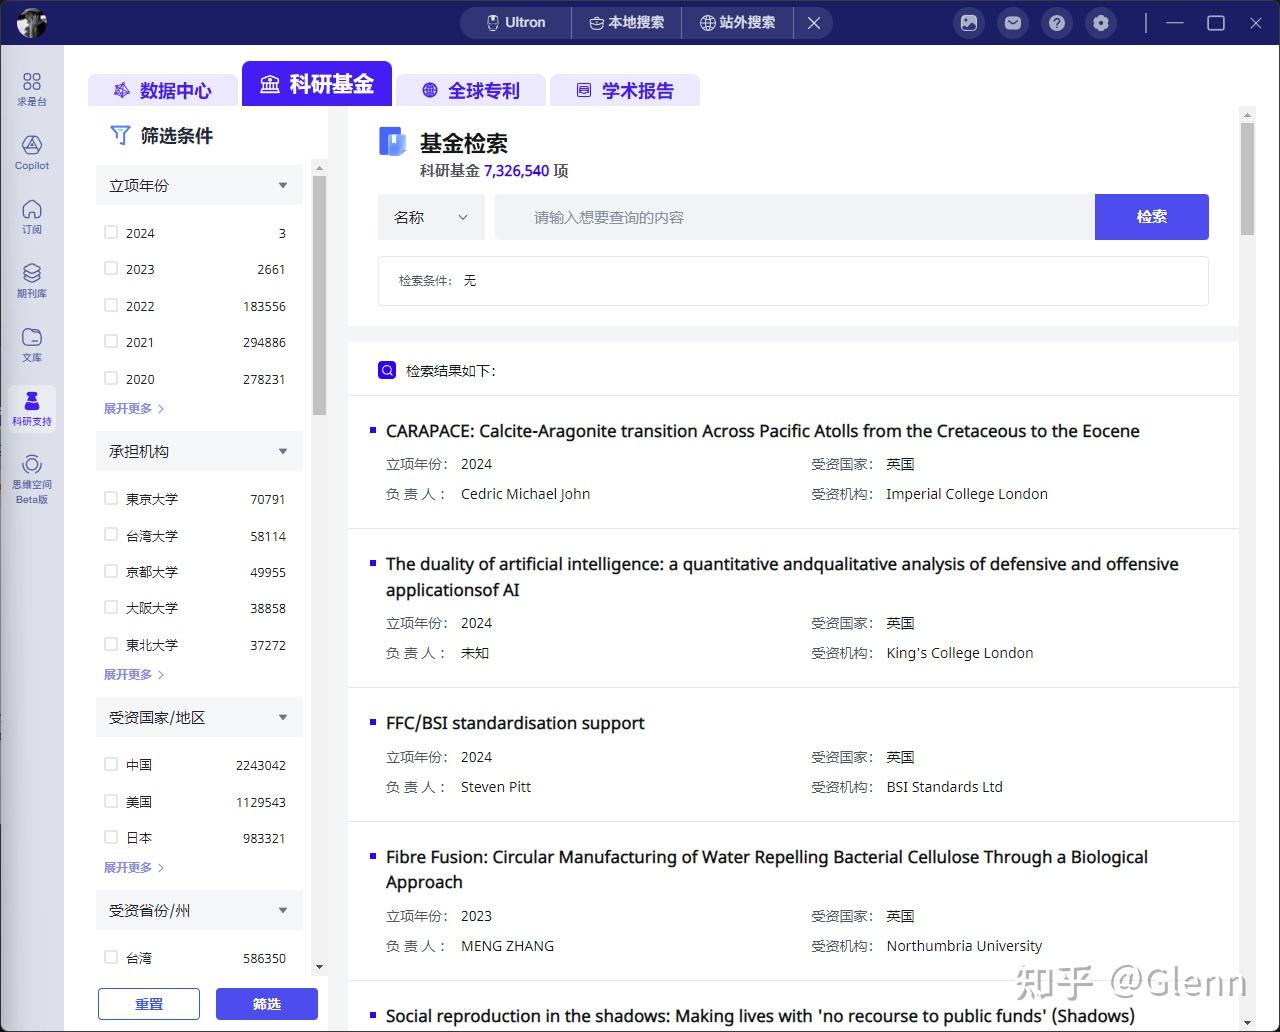 Ultron
本地搜索
站外搜索
求是台
Copilot
订阅
期刊库
文库
科研支持
思维空间
Beta版
数据中心
科研基金
全球专利
学术报告
筛选条件
立项年份
2024 3
2023 2661
2022 183556
2021 294886
2020 278231
展开更多
承担机构
東京大学 70791
台湾大学 58114
京都大学 49955
大阪大学 38858
東北大学 37272
展开更多
受资国家/地区
中国 2243042
美国 1129543
日本 983321
展开更多
受资省份/州
台湾 586350
重置
筛选
基金检索
科研基金 7,326,540 项
名称
请输入想要查询的内容
检索
检索条件： 无
检索结果如下：
CARAPACE: Calcite-Aragonite transition Across Pacific Atolls from the Cretaceous to the Eocene
立项年份： 2024 受资国家： 英国
负 责 人： Cedric Michael John 受资机构： Imperial College London
The duality of artificial intelligence: a quantitative andqualitative analysis of defensive and offensive
applicationsof AI
立项年份： 2024 受资国家： 英国
负 责 人： 未知 受资机构： King's College London
FFC/BSI standardisation support
立项年份： 2024 受资国家： 英国
负 责 人： Steven Pitt 受资机构： BSI Standards Ltd
Fibre Fusion: Circular Manufacturing of Water Repelling Bacterial Cellulose Through a Biological
Approach
立项年份： 2023 受资国家： 英国
负 责 人： MENG ZHANG 受资机构： Northumbria University
Social reproduction in the shadows: Making lives with 'no recourse to public funds' (Shadows)
知乎 @Glenn